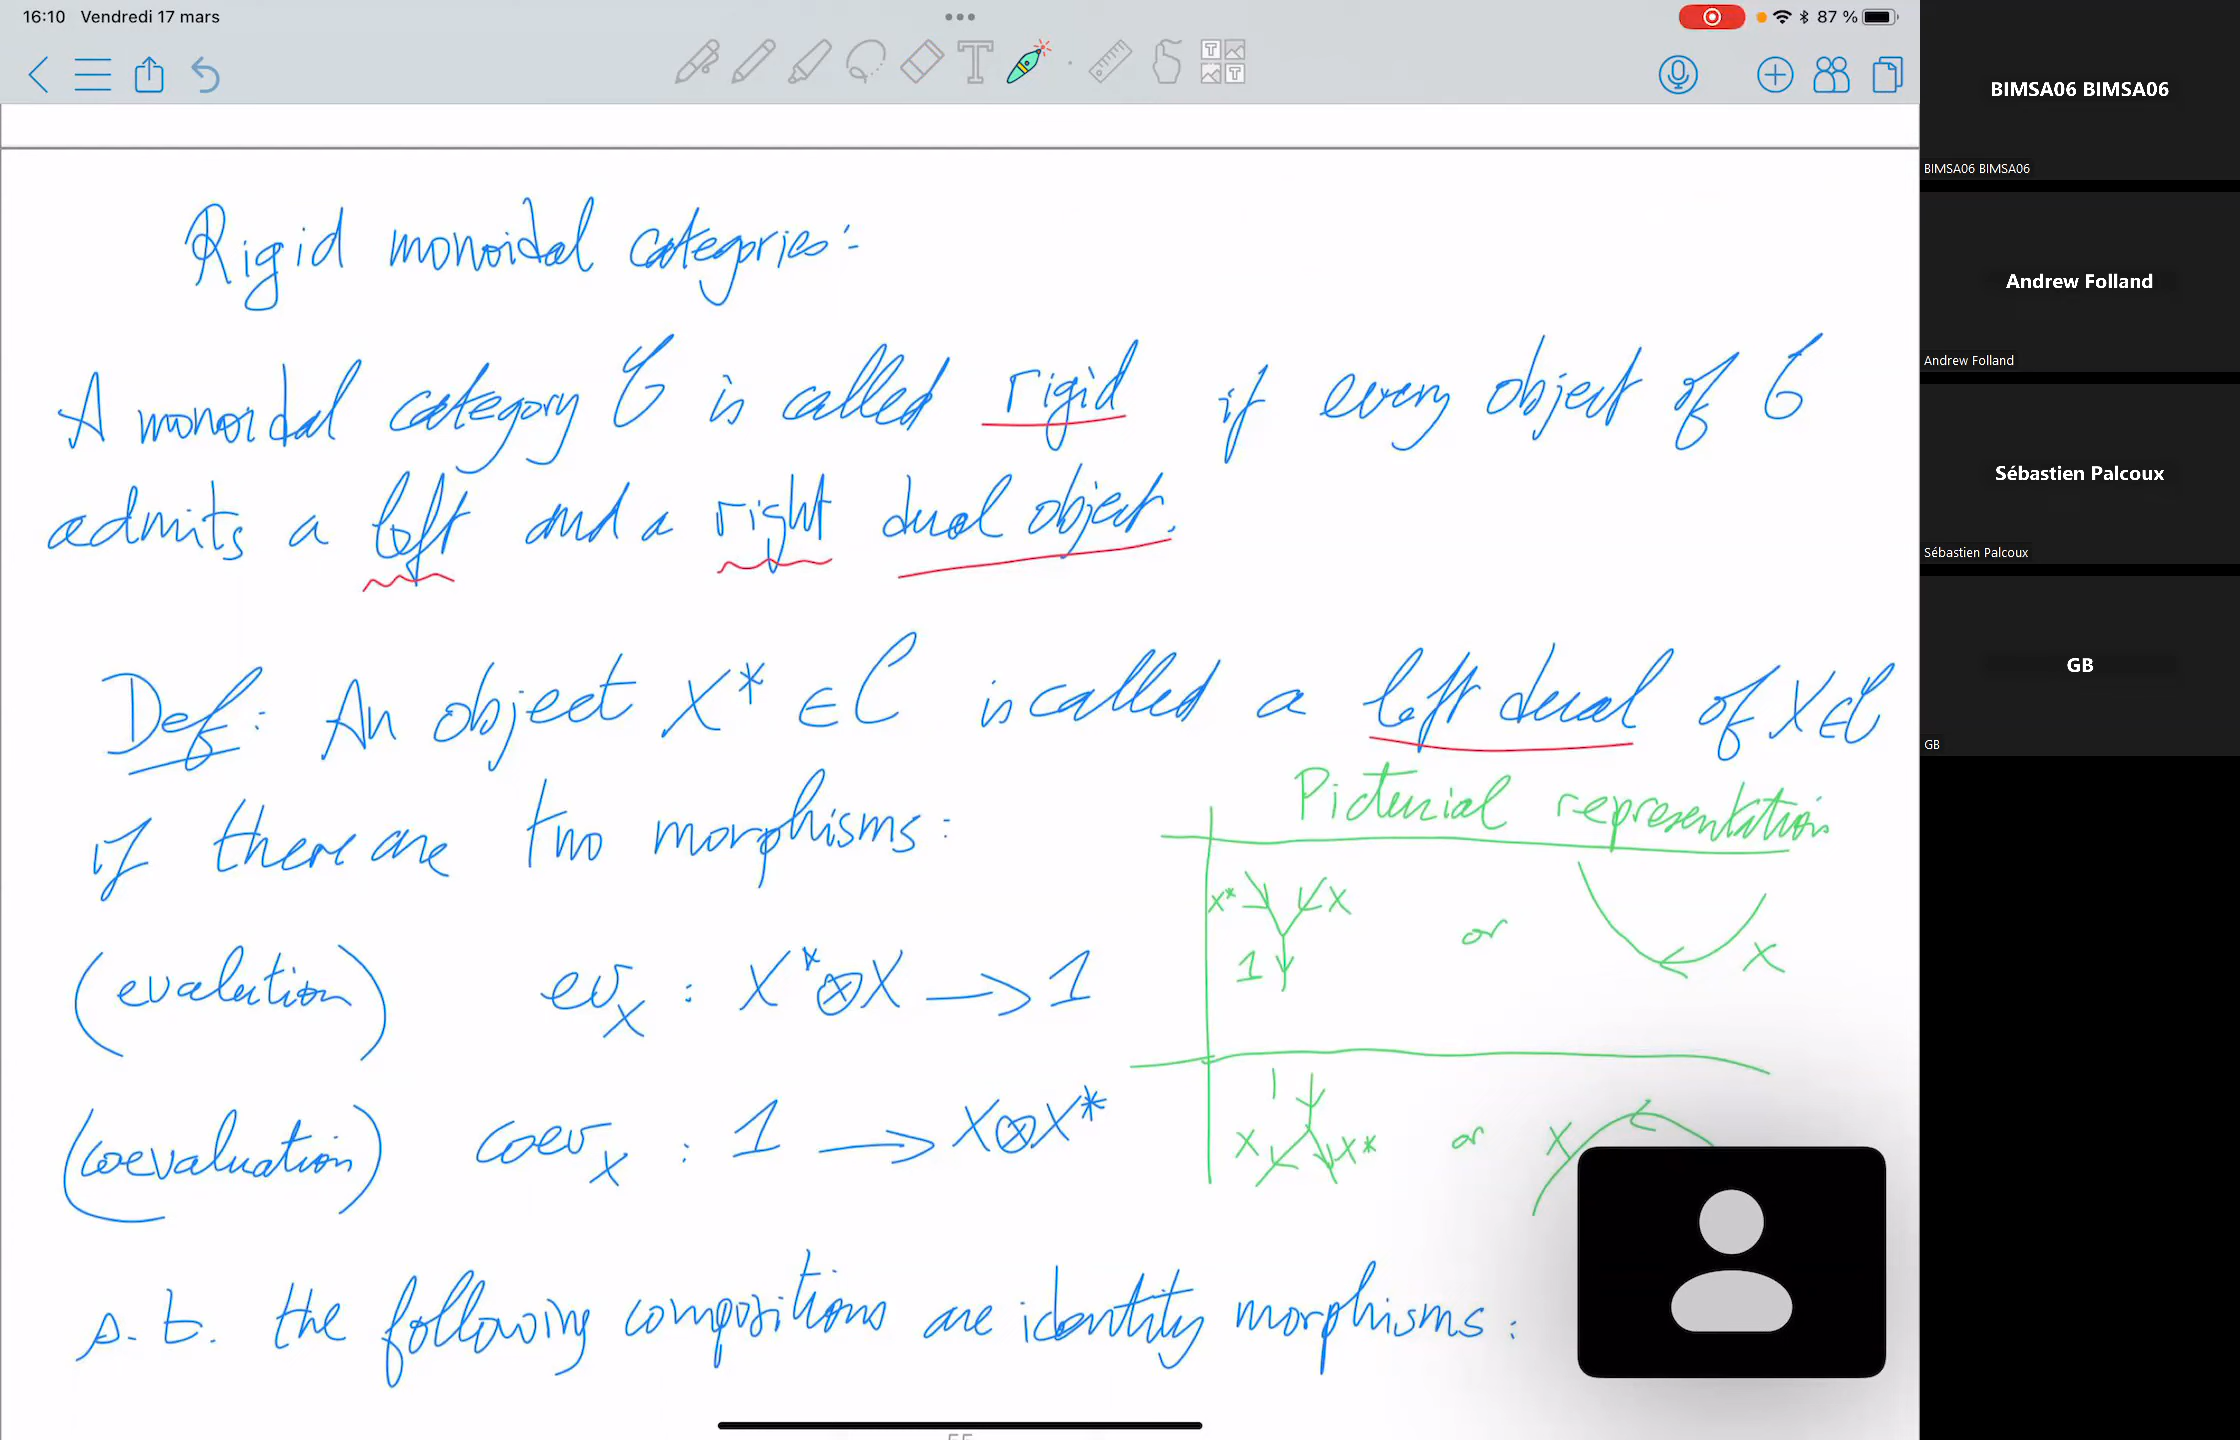 16:10 Vendredi 17 mars
87 %
Rigid monoidal categories:
A monoidal category C is called rigid if every object of C
admits a left and a right dual object.
Def: An object X* ∈ C is called a left dual of X ∈ C
if there are two morphisms:
Pictorial representation
X* X
1
or
X
(evaluation) ev_X : X* ⊗ X → 1
(coevaluation) coev_X : 1 → X ⊗ X*
1
X X*
or
X
s.t. the following compositions are identity morphisms:
BIMSA06 BIMSA06
BIMSA06 BIMSA06
Andrew Folland
Andrew Folland
Sébastien Palcoux
Sébastien Palcoux
GB
GB